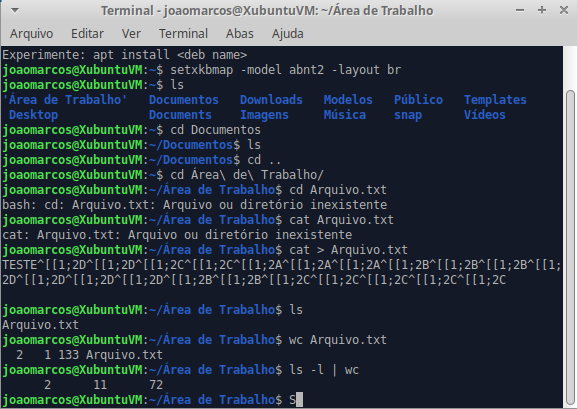 Terminal - joaomarcos@XubuntuVM: ~/Área de Trabalho
Arquivo Editar Ver Terminal Abas Ajuda
Experimente: apt install <deb name>
joaomarcos@XubuntuVM:~$ setxkbmap -model abnt2 -layout br
joaomarcos@XubuntuVM:~$ ls
'Área de Trabalho'   Documentos   Downloads   Modelos   Público   Templates
 Desktop             Documents    Imagens     Música    snap      Vídeos
joaomarcos@XubuntuVM:~$ cd Documentos
joaomarcos@XubuntuVM:~/Documentos$ ls
joaomarcos@XubuntuVM:~/Documentos$ cd ..
joaomarcos@XubuntuVM:~$ cd Área\ de\ Trabalho/
joaomarcos@XubuntuVM:~/Área de Trabalho$ cd Arquivo.txt
bash: cd: Arquivo.txt: Arquivo ou diretório inexistente
joaomarcos@XubuntuVM:~/Área de Trabalho$ cat Arquivo.txt
cat: Arquivo.txt: Arquivo ou diretório inexistente
joaomarcos@XubuntuVM:~/Área de Trabalho$ cat > Arquivo.txt
TESTE^[[1;2D^[[1;2D^[[1;2C^[[1;2C^[[1;2A^[[1;2A^[[1;2A^[[1;2B^[[1;2B^[[1;2B^[[1;
2D^[[1;2D^[[1;2D^[[1;2D^[[1;2B^[[1;2C^[[1;2C^[[1;2C^[[1;2C^[[1;2C
joaomarcos@XubuntuVM:~/Área de Trabalho$ ls
Arquivo.txt
joaomarcos@XubuntuVM:~/Área de Trabalho$ wc Arquivo.txt
  2   1 133 Arquivo.txt
joaomarcos@XubuntuVM:~/Área de Trabalho$ ls -l | wc
      2      11      72
joaomarcos@XubuntuVM:~/Área de Trabalho$ S